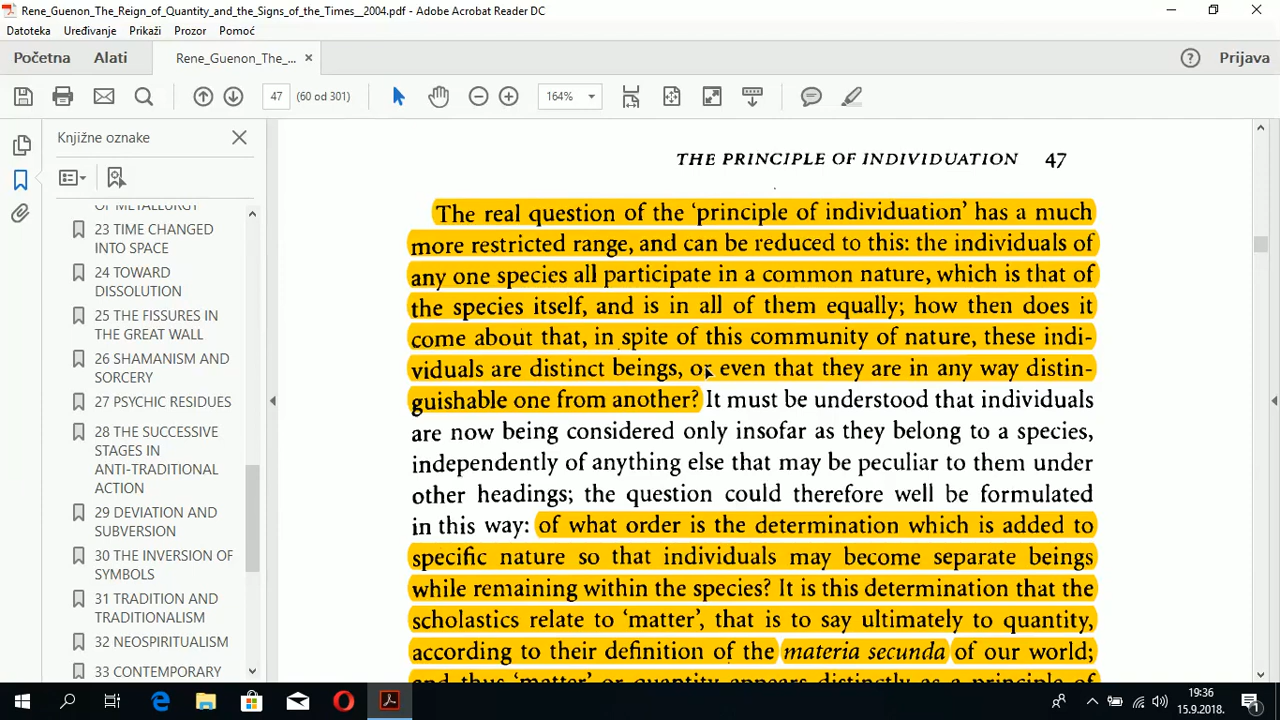 Rene_Guenon_The_Reign_of_Quantity_and_the_Signs_of_the_Times__2004.pdf - Adobe Acrobat Reader DC
Datoteka Uređivanje Prikaži Prozor Pomoć
Početna Alati Rene_Guenon_The_... × Prijava
47 (60 od 301) 164%
Knjižne oznake
OF METALLURGY
23 TIME CHANGED
INTO SPACE
24 TOWARD
DISSOLUTION
25 THE FISSURES IN
THE GREAT WALL
26 SHAMANISM AND
SORCERY
27 PSYCHIC RESIDUES
28 THE SUCCESSIVE
STAGES IN
ANTI-TRADITIONAL
ACTION
29 DEVIATION AND
SUBVERSION
30 THE INVERSION OF
SYMBOLS
31 TRADITION AND
TRADITIONALISM
32 NEOSPIRITUALISM
33 CONTEMPORARY
THE PRINCIPLE OF INDIVIDUATION 47
The real question of the ‘principle of individuation’ has a much
more restricted range, and can be reduced to this: the individuals of
any one species all participate in a common nature, which is that of
the species itself, and is in all of them equally; how then does it
come about that, in spite of this community of nature, these indi-
viduals are distinct beings, or even that they are in any way distin-
guishable one from another? It must be understood that individuals
are now being considered only insofar as they belong to a species,
independently of anything else that may be peculiar to them under
other headings; the question could therefore well be formulated
in this way: of what order is the determination which is added to
specific nature so that individuals may become separate beings
while remaining within the species? It is this determination that the
scholastics relate to ‘matter’, that is to say ultimately to quantity,
according to their definition of the materia secunda of our world;
and thus ‘matter’ or quantity appears distinctly as a principle of
19:36
15.9.2018.